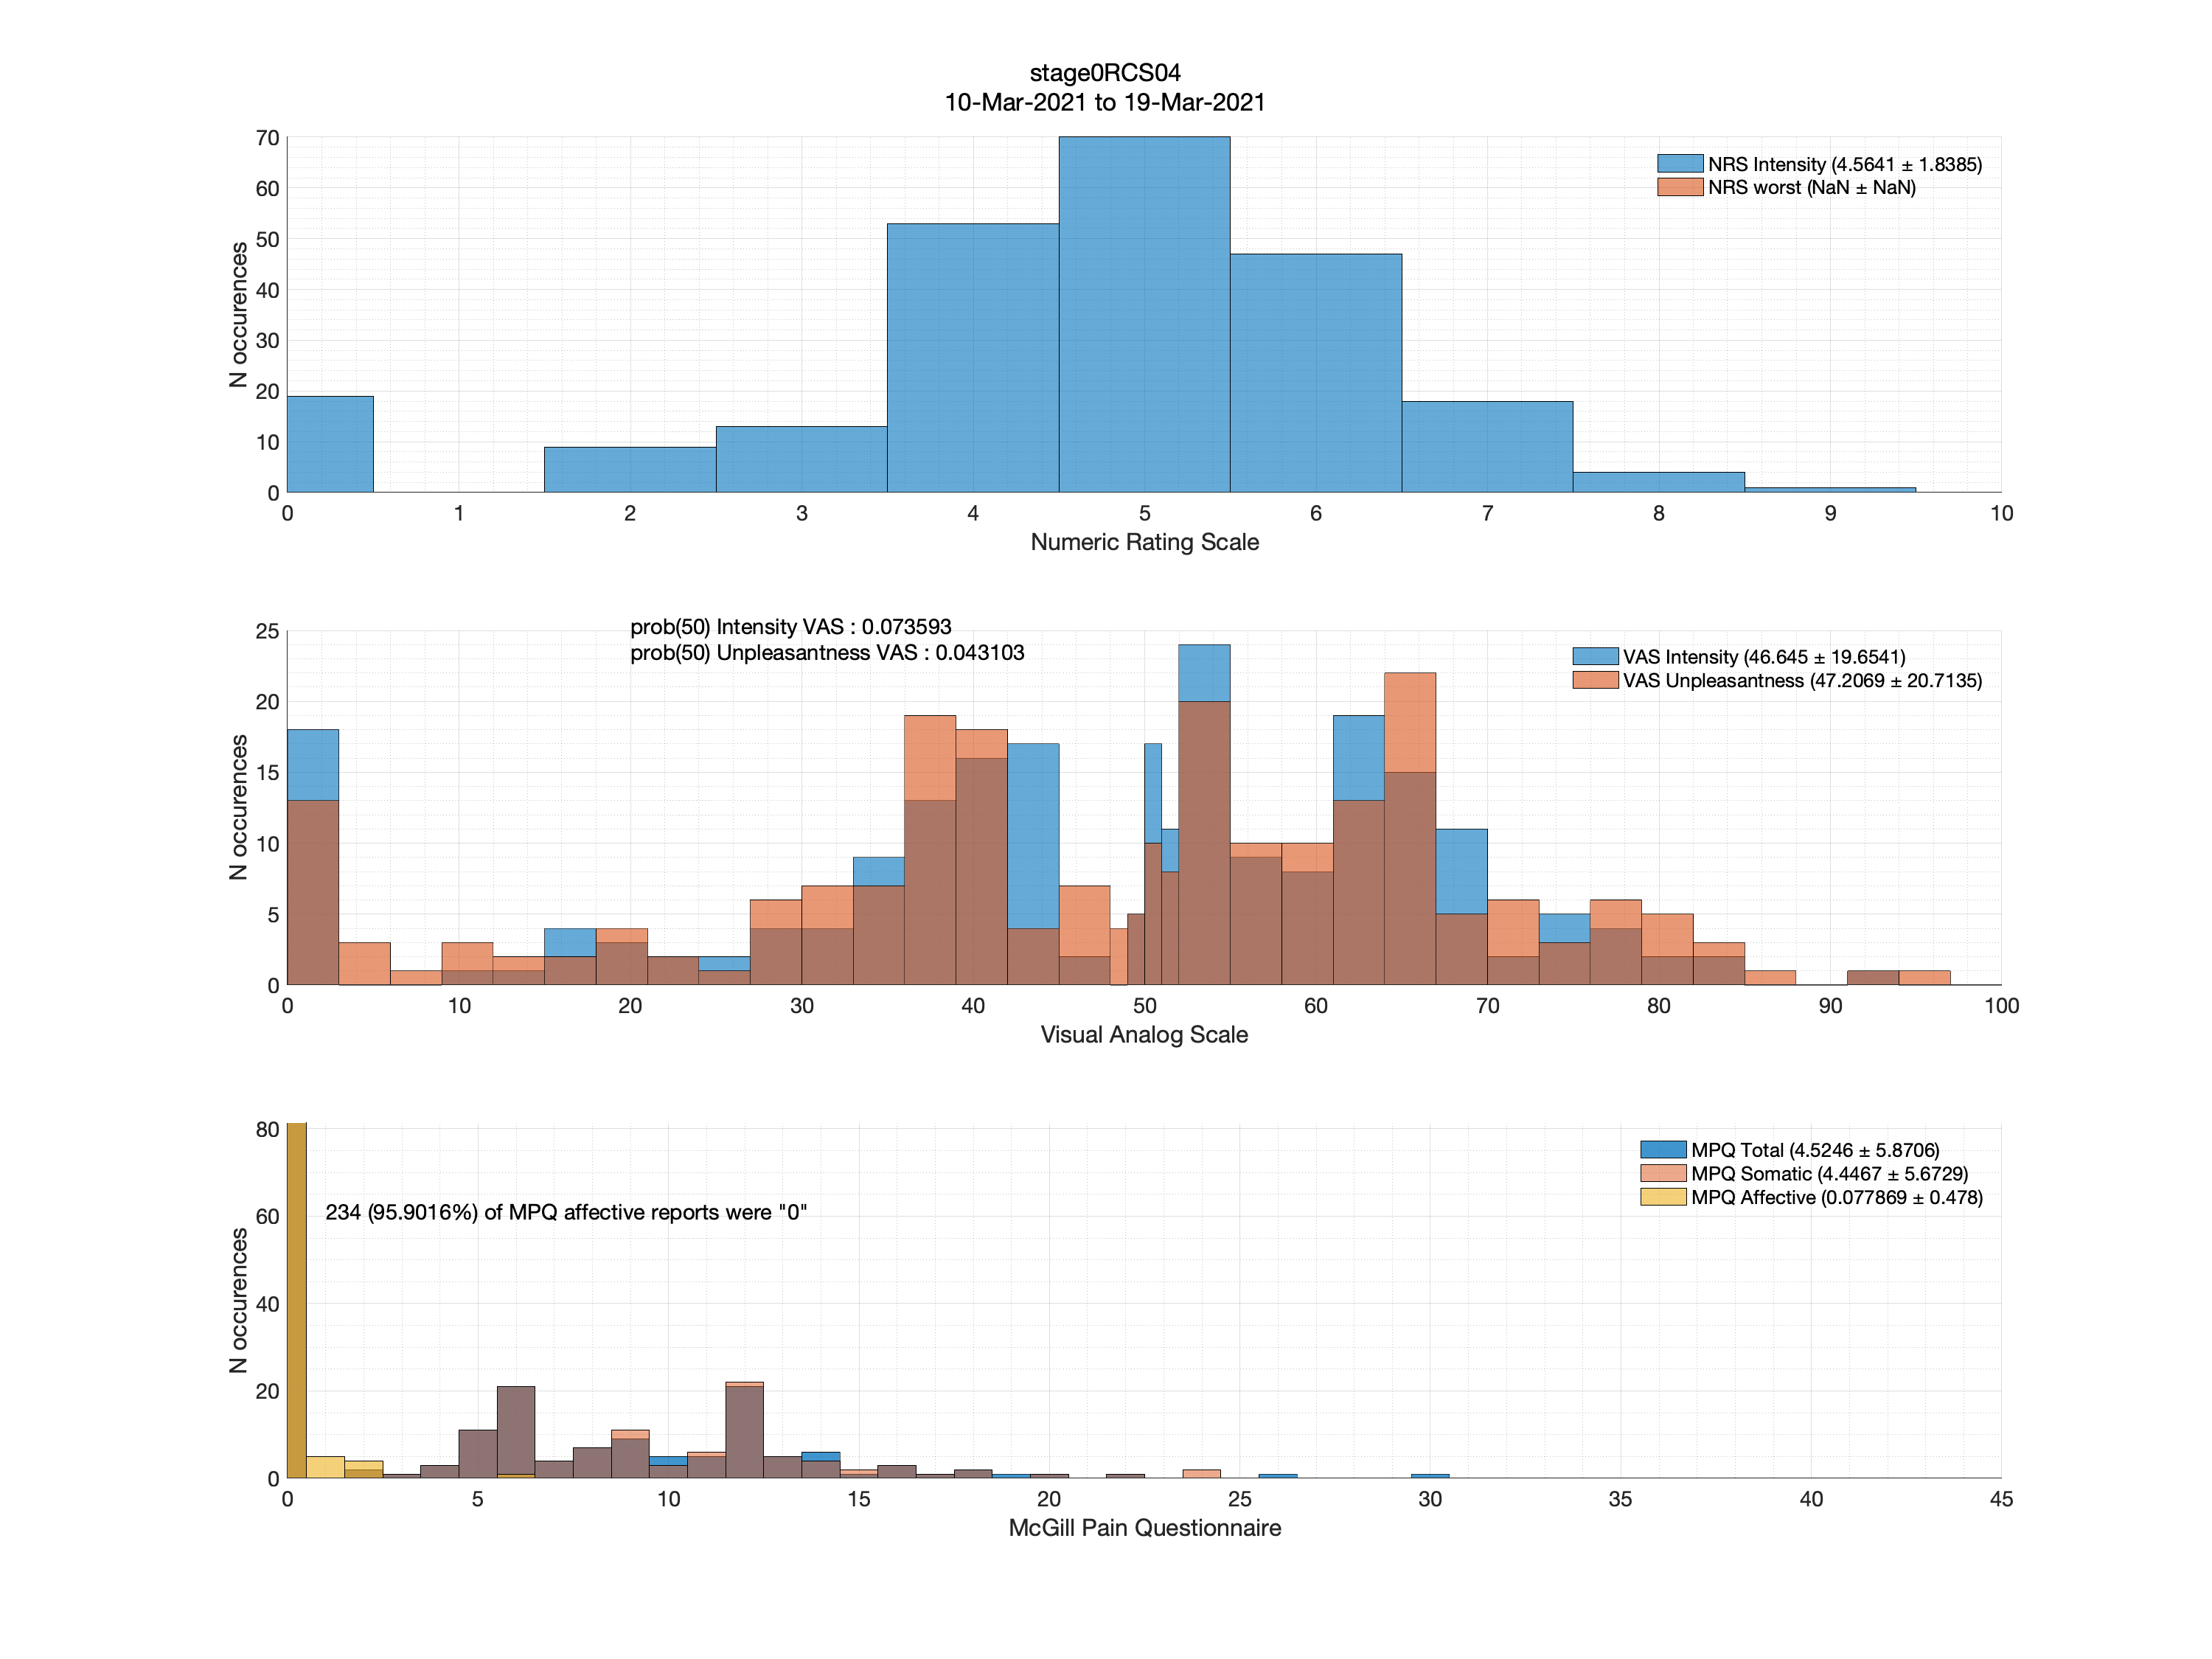 stage0RCS04
10-Mar-2021 to 19-Mar-2021
70
60
50
40
30
20
10
0
N occurences
NRS Intensity (4.5641 ± 1.8385)
NRS worst (NaN ± NaN)
0 1 2 3 4 5 6 7 8 9 10
Numeric Rating Scale
prob(50) Intensity VAS : 0.073593
prob(50) Unpleasantness VAS : 0.043103
25
20
15
10
5
0
N occurences
VAS Intensity (46.645 ± 19.6541)
VAS Unpleasantness (47.2069 ± 20.7135)
0 10 20 30 40 50 60 70 80 90 100
Visual Analog Scale
80
60
40
20
0
N occurences
MPQ Total (4.5246 ± 5.8706)
MPQ Somatic (4.4467 ± 5.6729)
MPQ Affective (0.077869 ± 0.478)
234 (95.9016%) of MPQ affective reports were "0"
0 5 10 15 20 25 30 35 40 45
McGill Pain Questionnaire